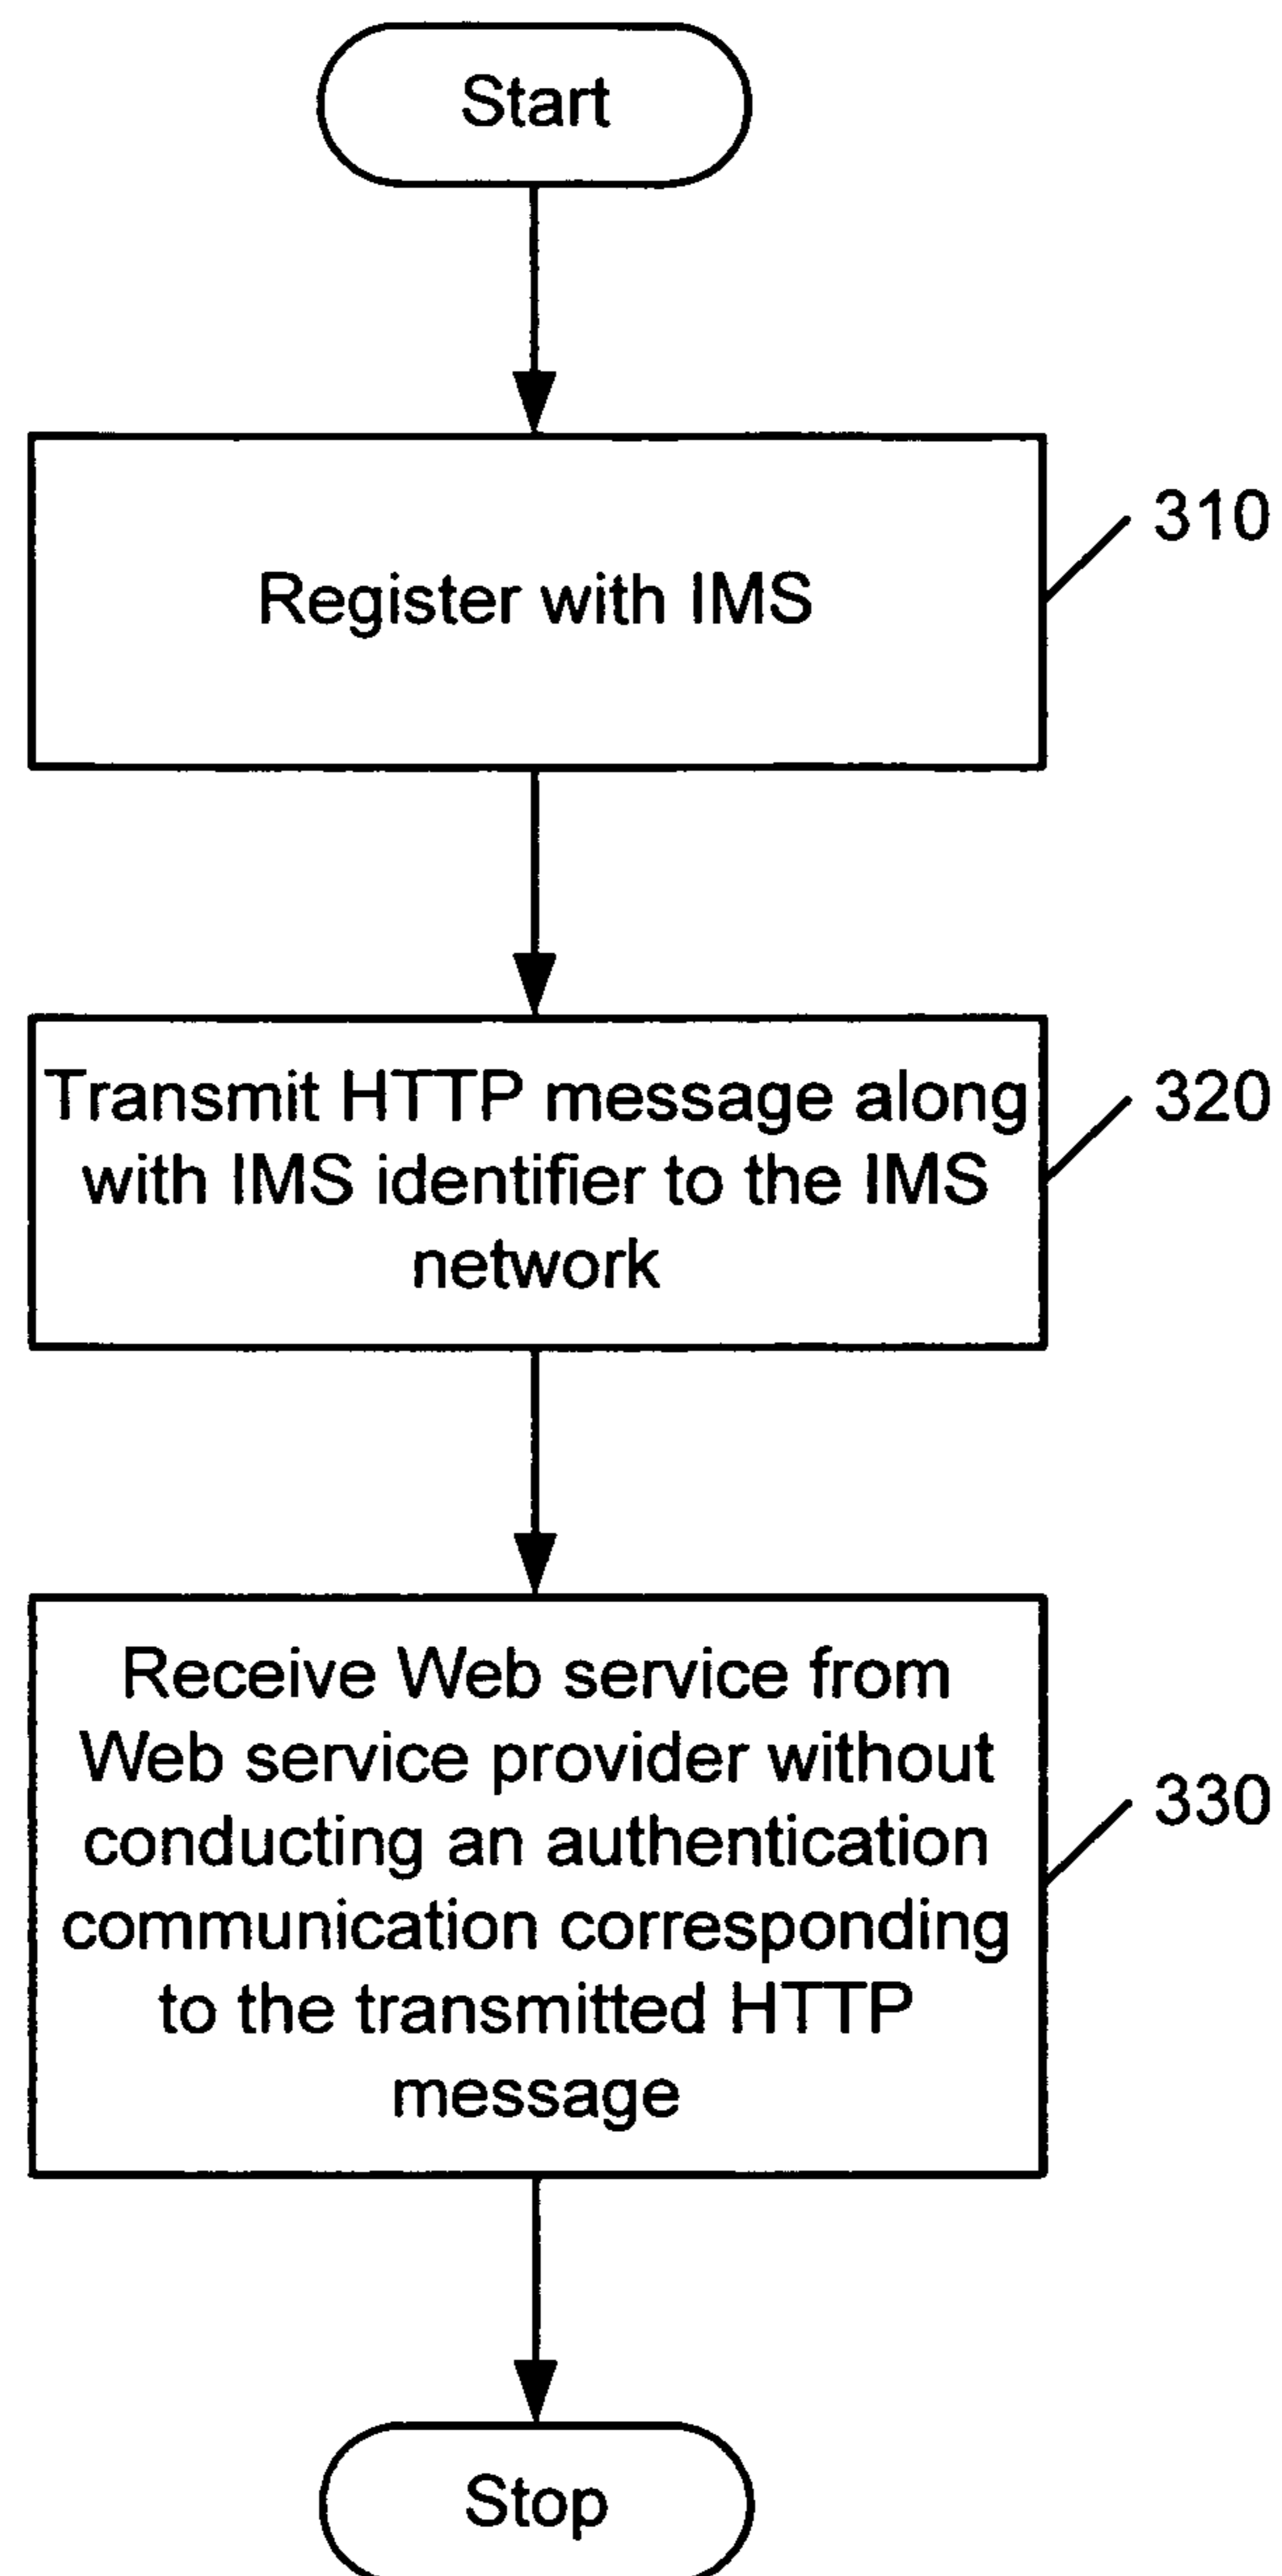 Start
310
Register with IMS
320
Transmit HTTP message along
with IMS identifier to the IMS
network
330
Receive Web service from
Web service provider without
conducting an authentication
communication corresponding
to the transmitted HTTP
message
Stop